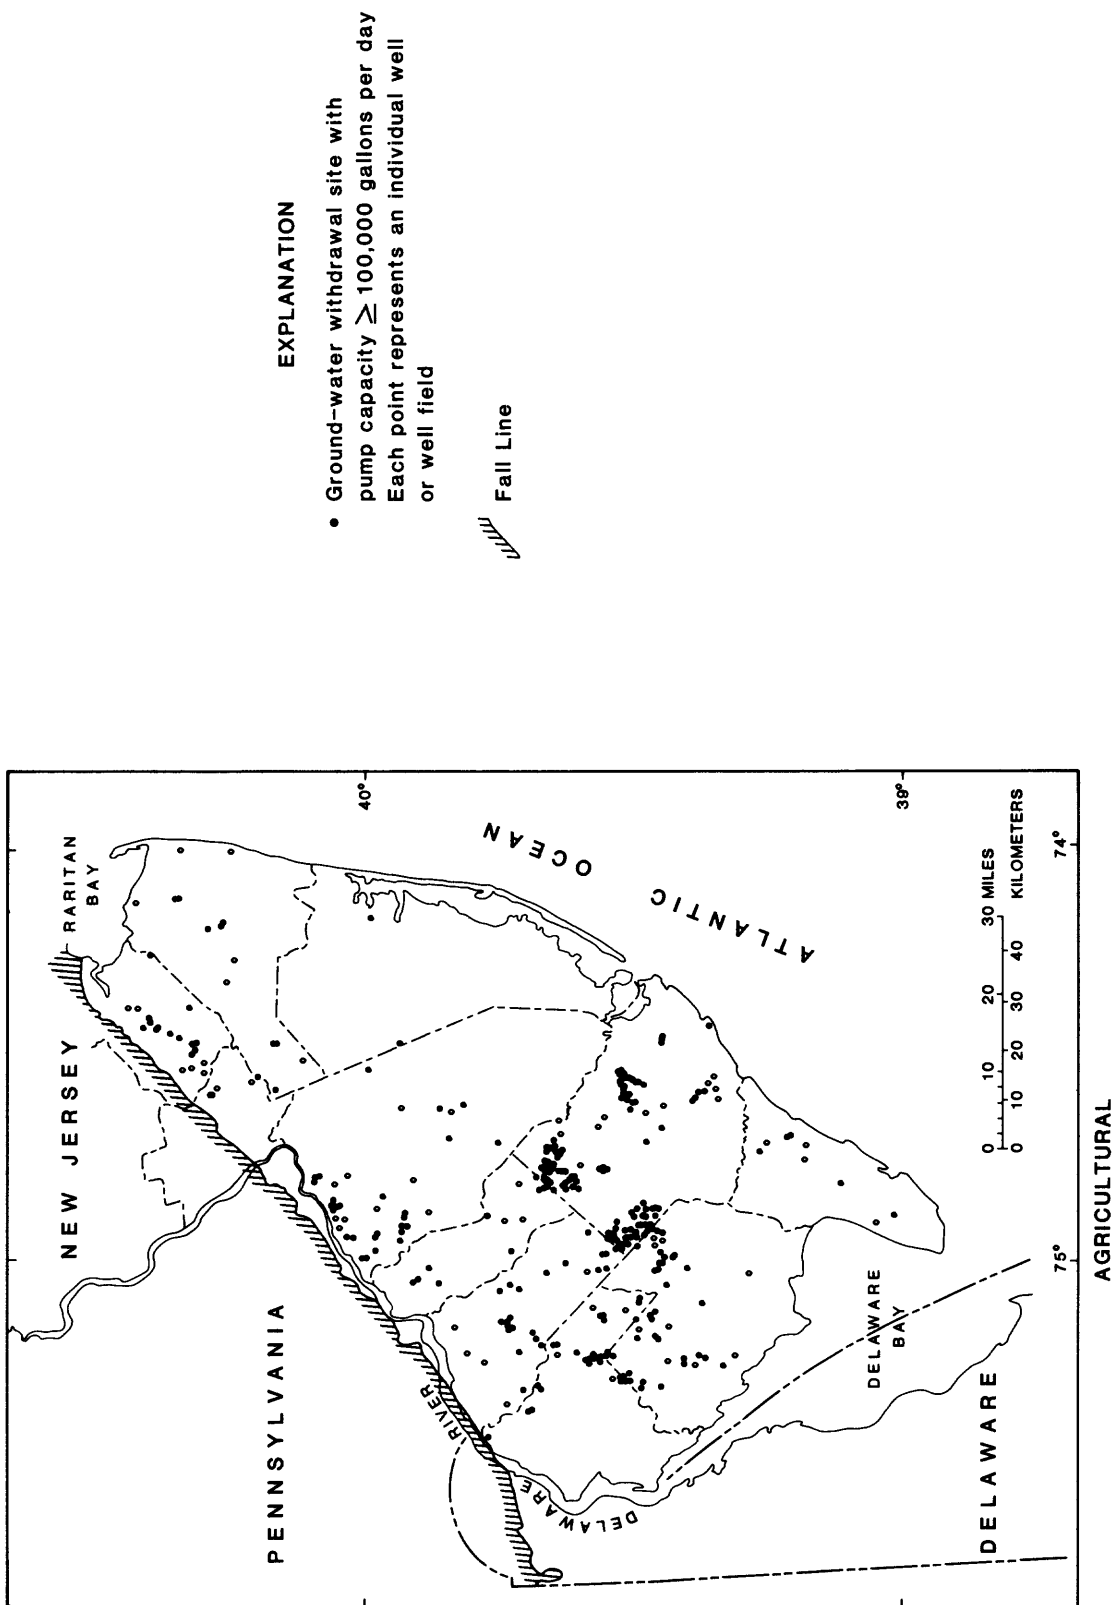 EXPLANATION
• Ground-water withdrawal site with
pump capacity ≥ 100,000 gallons per day
Each point represents an individual well
or well field
Fall Line
NEW JERSEY
RARITAN
BAY
PENNSYLVANIA
40°
ATLANTIC OCEAN
DELAWARE RIVER
DELAWARE
BAY
DELAWARE
39°
0 10 20 30 MILES
0 10 20 30 40 KILOMETERS
75°
74°
AGRICULTURAL